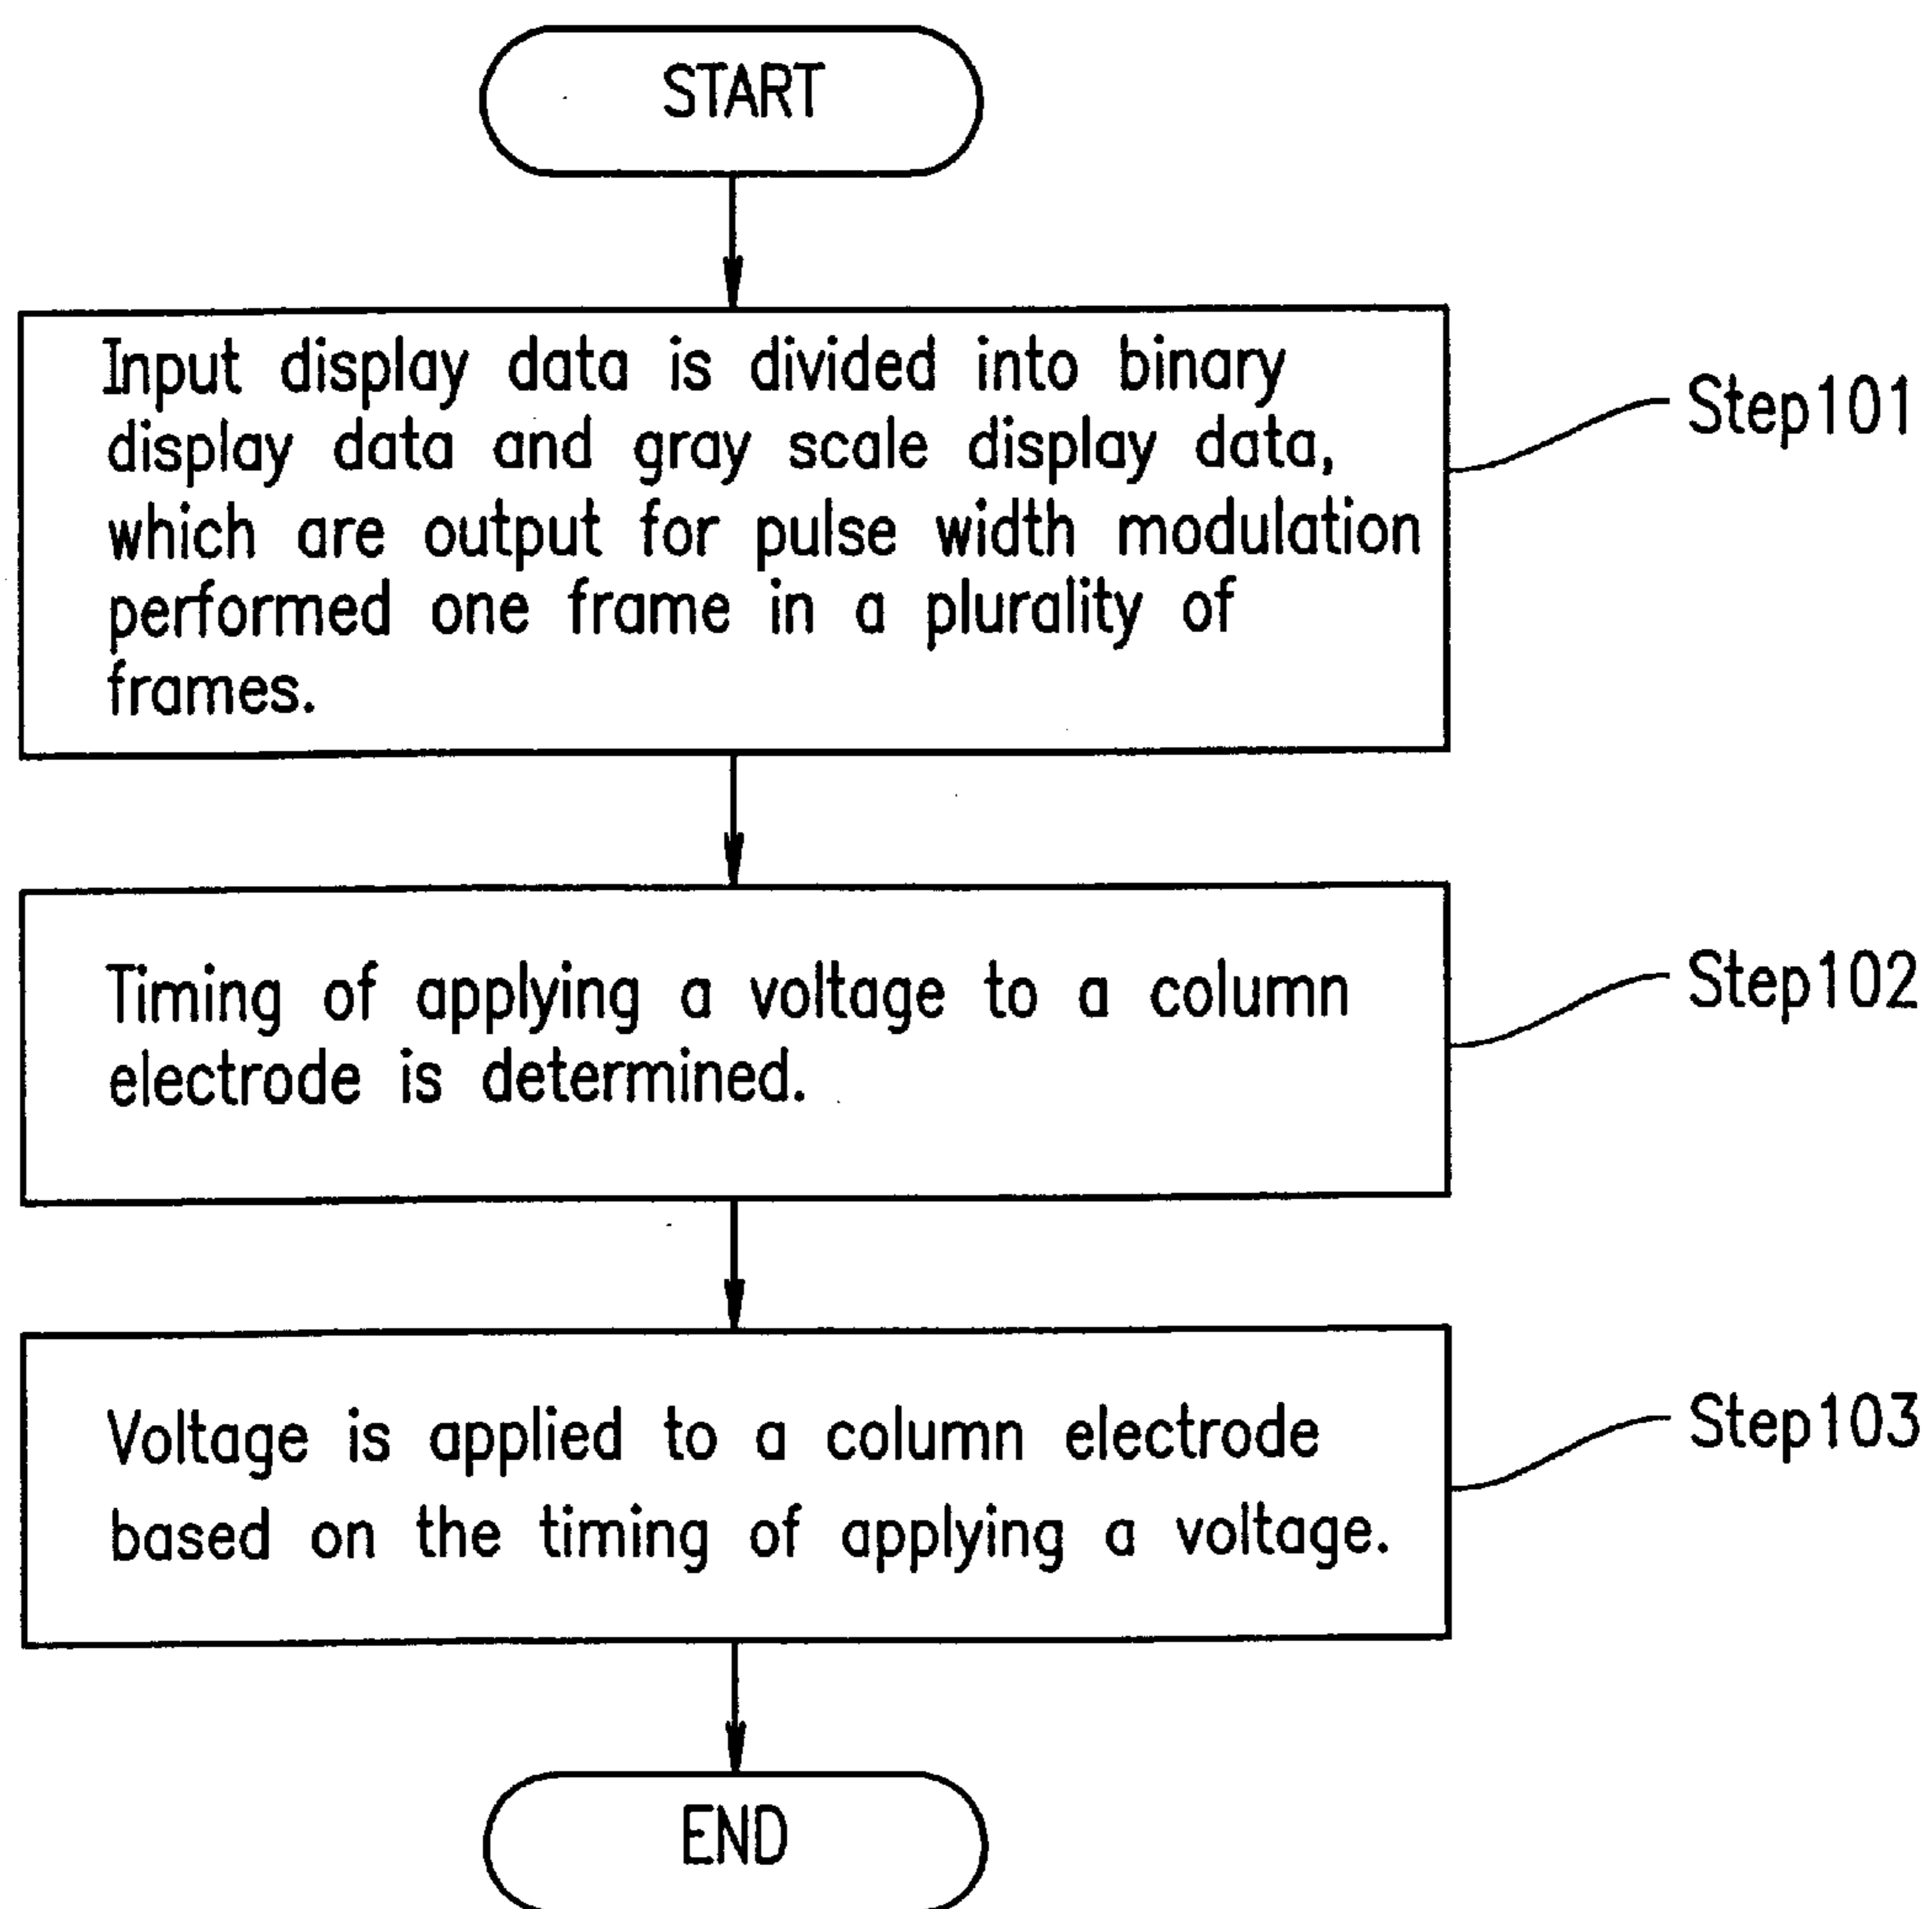 START
Input display data is divided into binary
display data and gray scale display data,
which are output for pulse width modulation
performed one frame in a plurality of
frames.
Step101
Timing of applying a voltage to a column
electrode is determined.
Step102
Voltage is applied to a column electrode
based on the timing of applying a voltage.
Step103
END